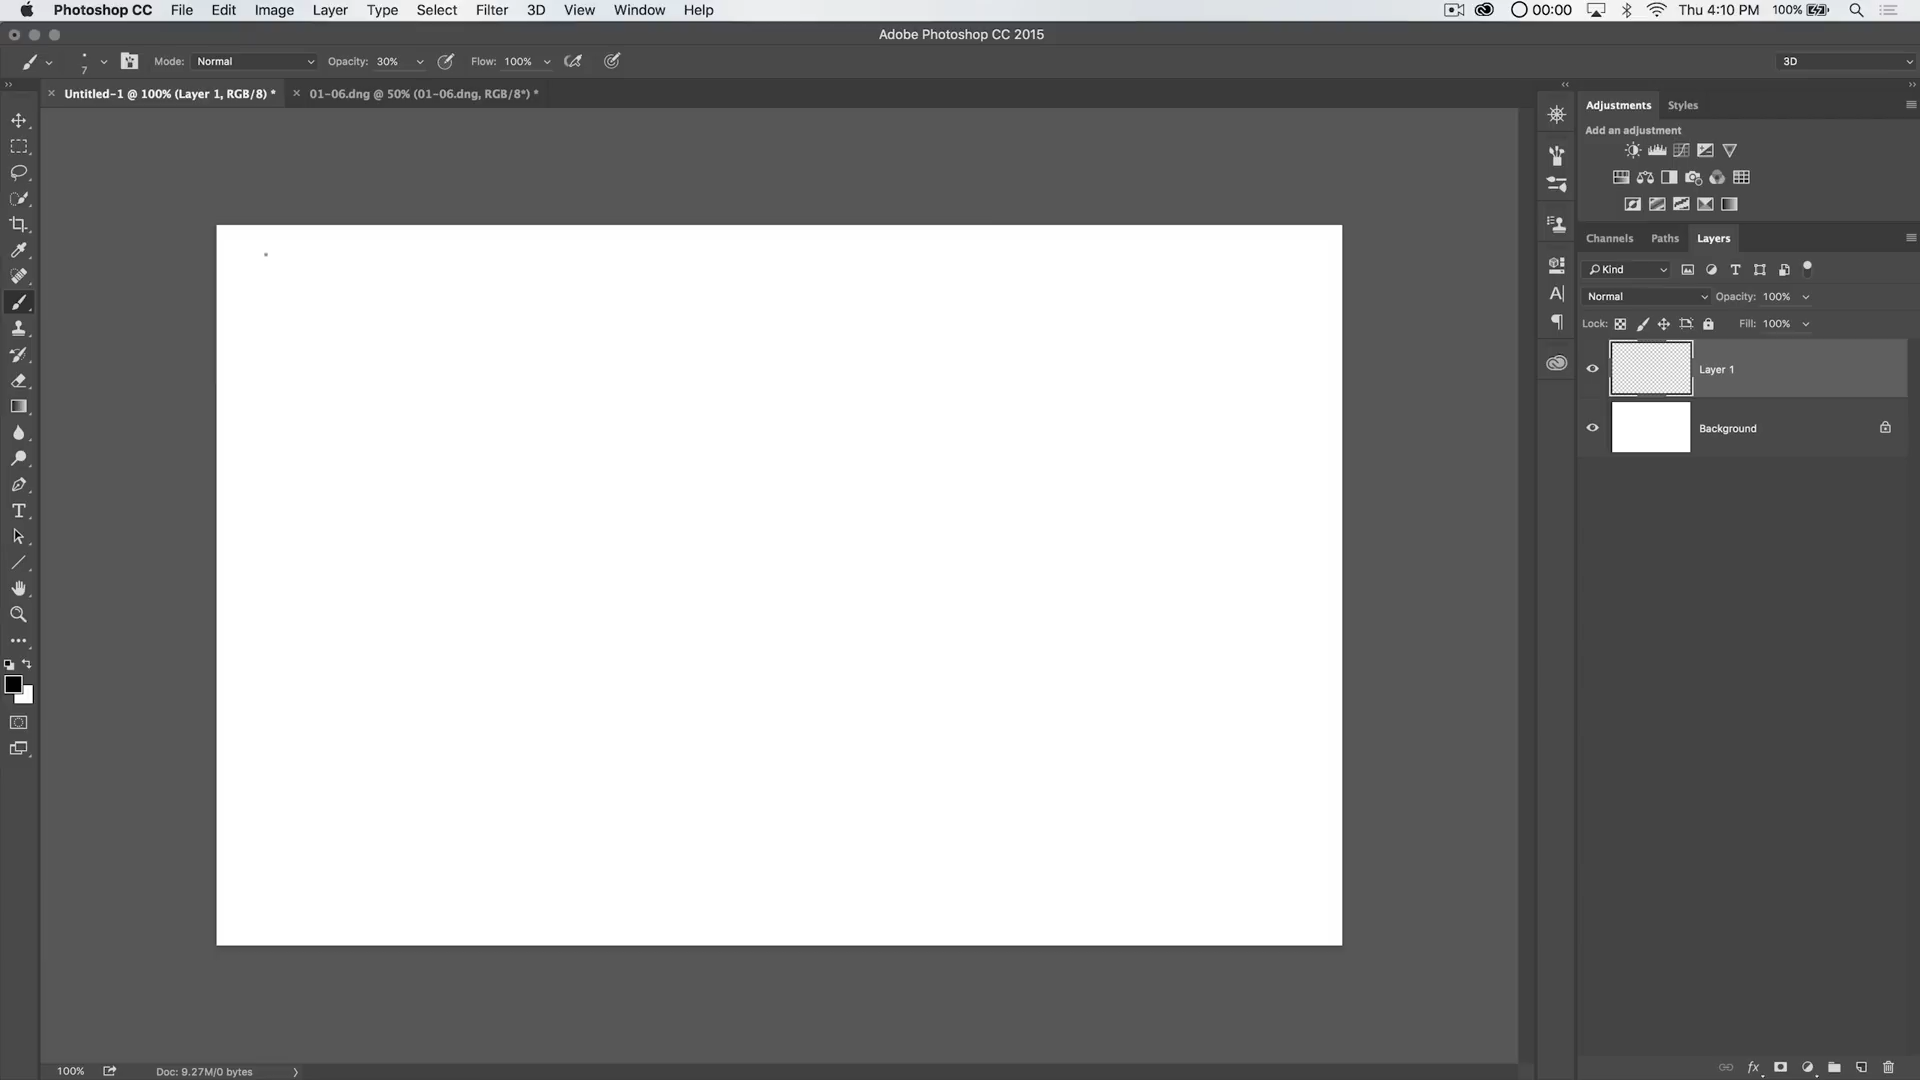 Photoshop CC File Edit Image Layer Type Select Filter 3D View Window Help 00:00 Thu 4:10 PM 100%
Adobe Photoshop CC 2015
7 Mode: Normal Opacity: 30% Flow: 100% 3D
Untitled-1 @ 100% (Layer 1, RGB/8) * 01-06.dng @ 50% (01-06.dng, RGB/8*) *
Adjustments Styles
Add an adjustment
Channels Paths Layers
Kind
Normal Opacity: 100%
Lock: Fill: 100%
Layer 1
Background
100% Doc: 9.27M/0 bytes